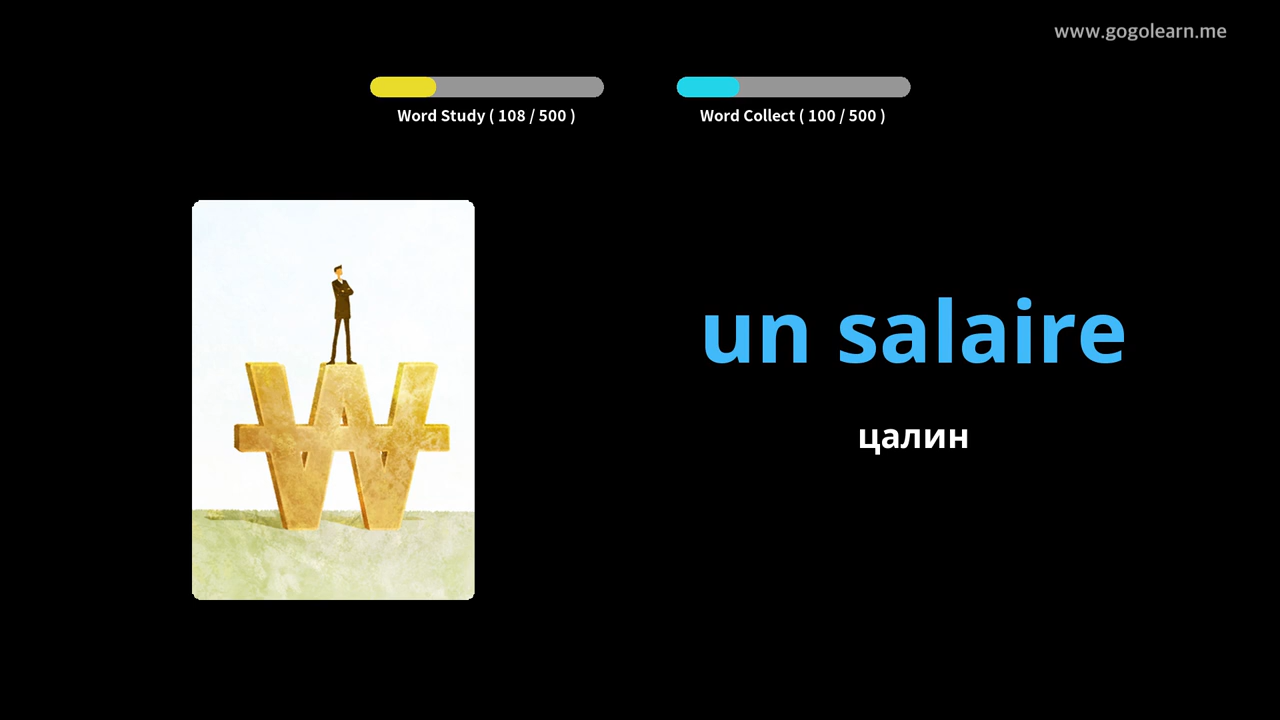 www.gogolearn.me
Word Study ( 108 / 500 )
Word Collect ( 100 / 500 )
un salaire
цалин